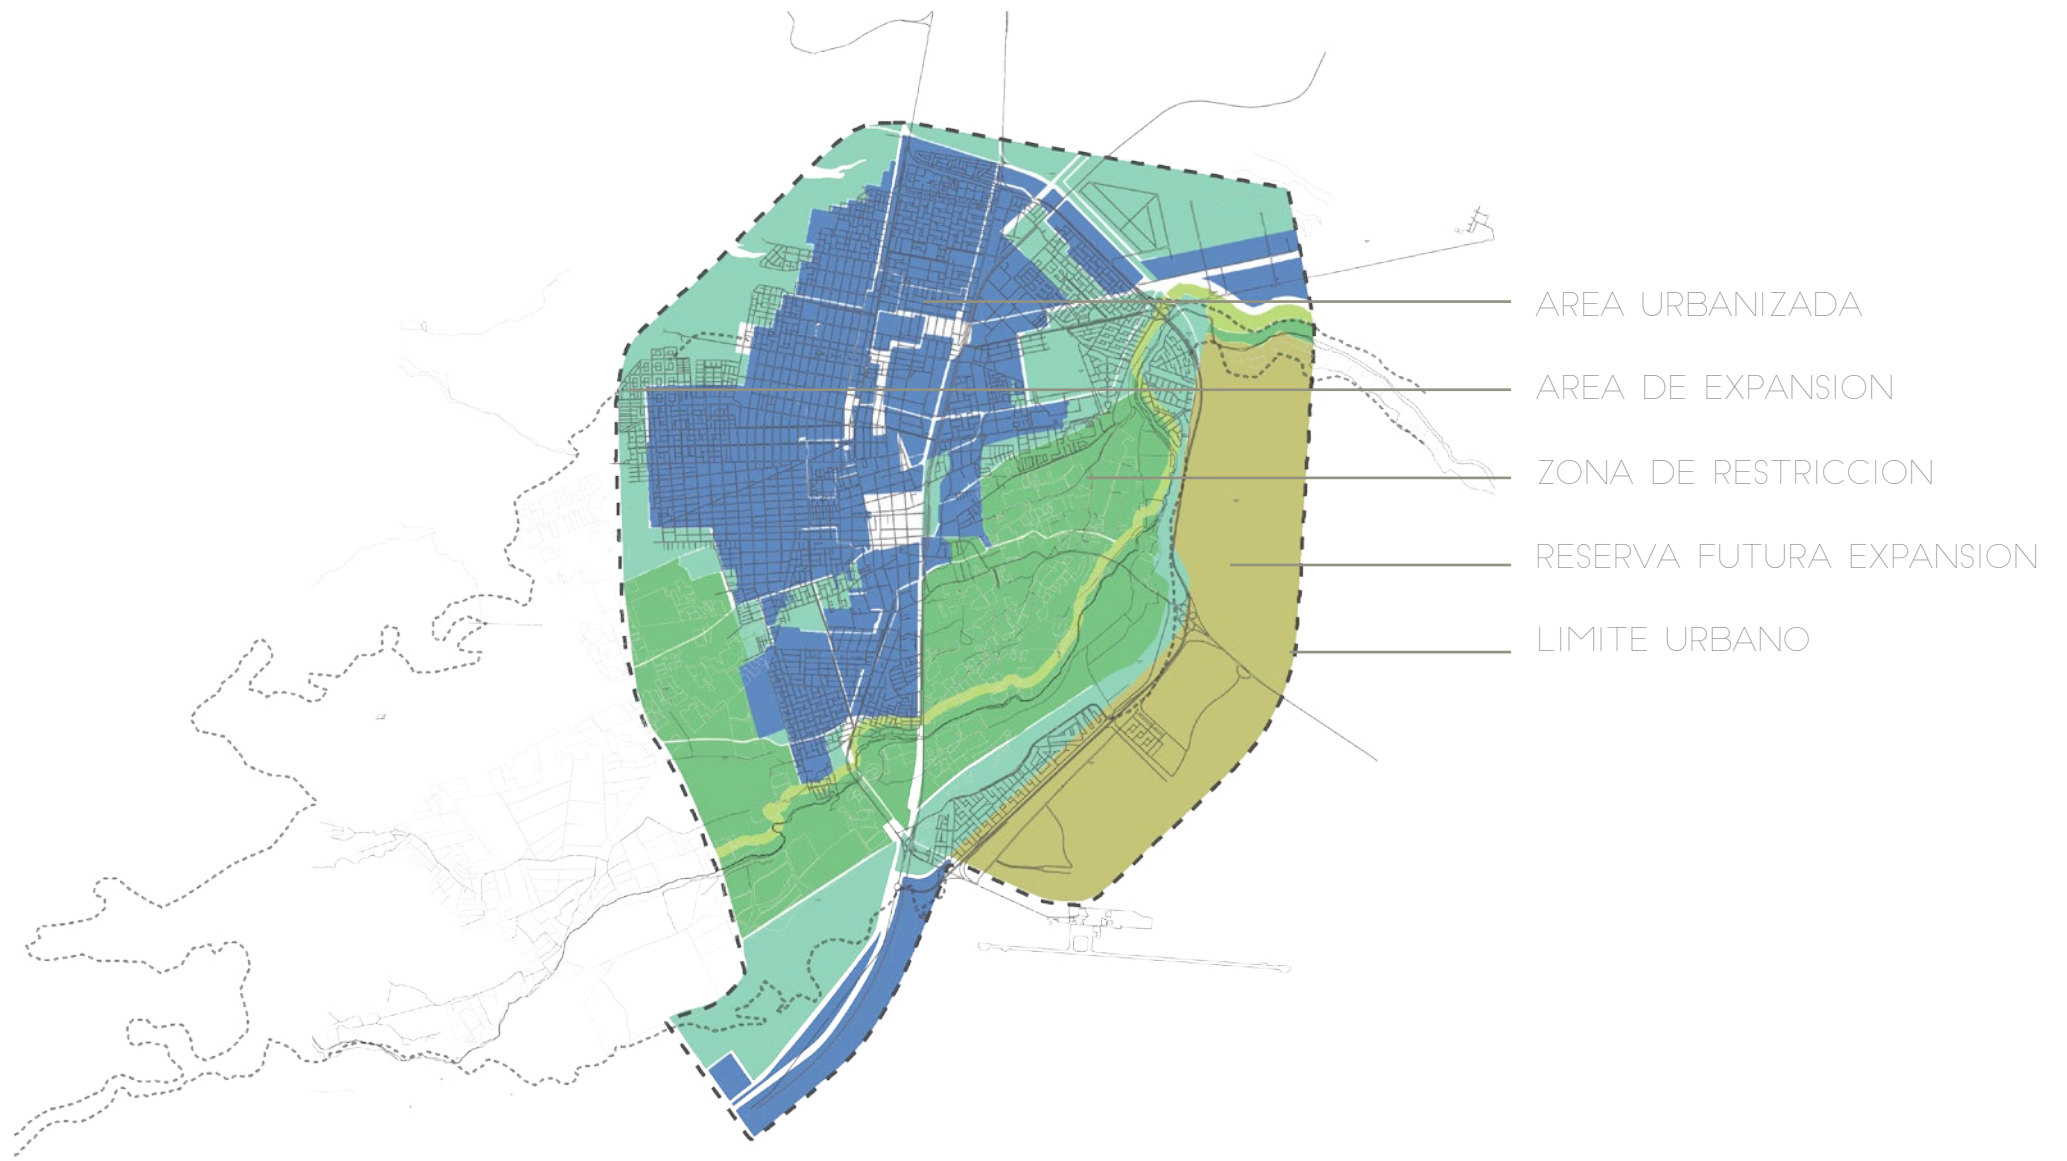 AREA URBANIZADA
AREA DE EXPANSION
ZONA DE RESTRICCION
RESERVA FUTURA EXPANSION
LIMITE URBANO